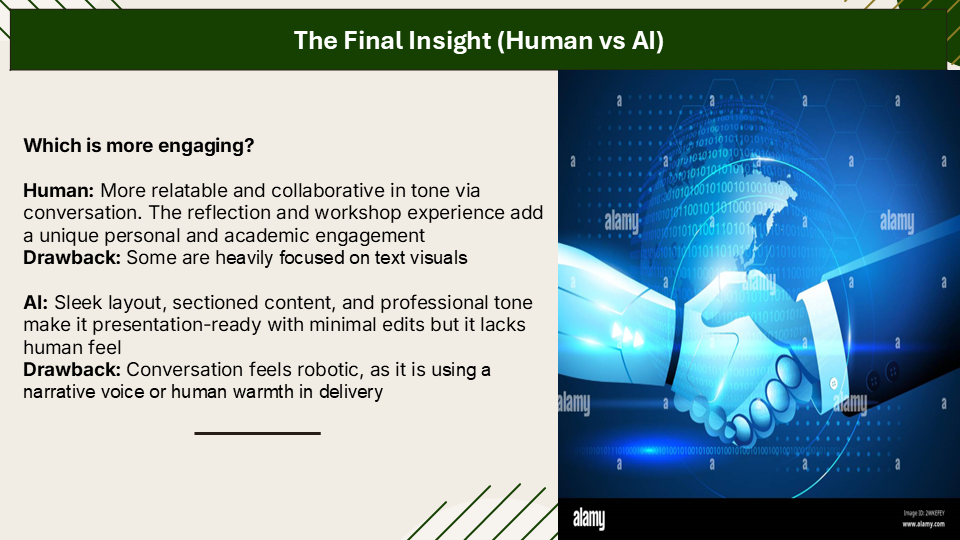 The Final Insight (Human vs AI)
Which is more engaging?
Human: More relatable and collaborative in tone via
conversation. The reflection and workshop experience add
a unique personal and academic engagement
Drawback: Some are heavily focused on text visuals
AI: Sleek layout, sectioned content, and professional tone
make it presentation-ready with minimal edits but it lacks
human feel
Drawback: Conversation feels robotic, as it is using a
narrative voice or human warmth in delivery
a a a a
a a
alamy alamy
a alamy a
a a
alamy alamy a
a a a a
alamy
Image ID: 2WKEFEY
www.alamy.com